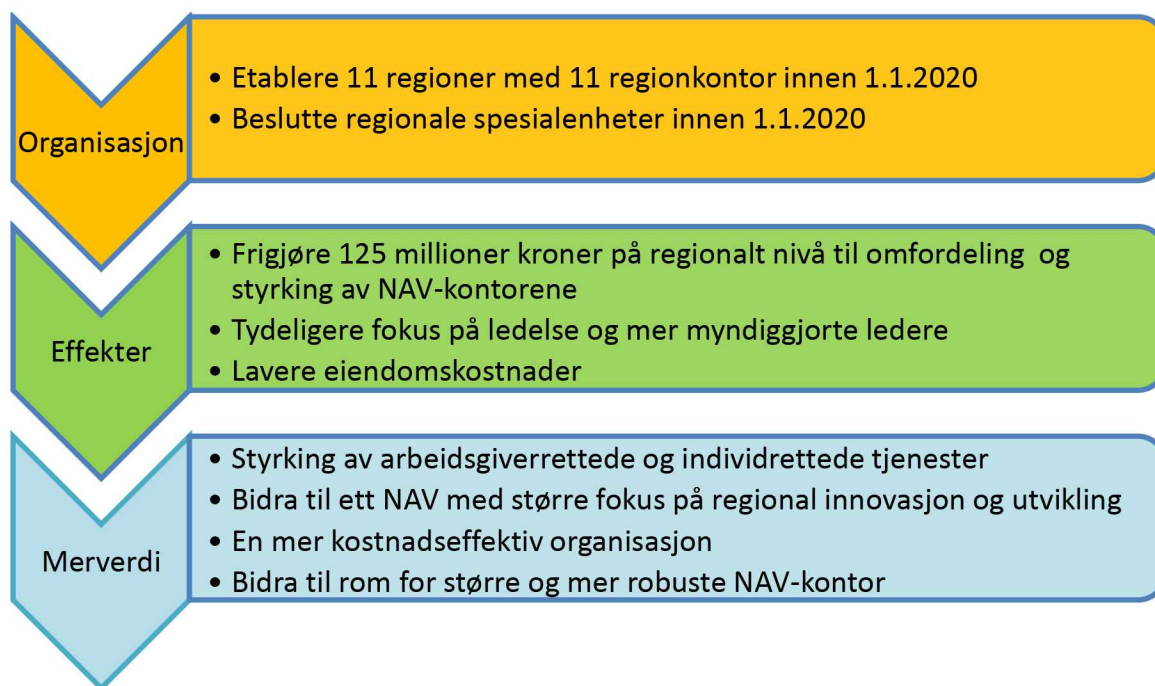 Organisasjon
• Etablere 11 regioner med 11 regionkontor innen 1.1.2020
• Beslutte regionale spesialenheter innen 1.1.2020
Effekter
• Frigjøre 125 millioner kroner på regionalt nivå til omfordeling og
styrking av NAV-kontorene
• Tydeligere fokus på ledelse og mer myndiggjorte ledere
• Lavere eiendomskostnader
Merverdi
• Styrking av arbeidsgiverrettede og individrettede tjenester
• Bidra til ett NAV med større fokus på regional innovasjon og utvikling
• En mer kostnadseffektiv organisasjon
• Bidra til rom for større og mer robuste NAV-kontor